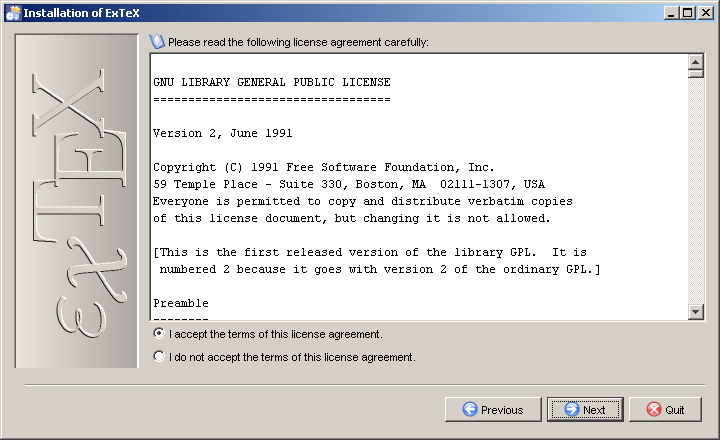 Installation of ExTeX
εχTEX
Please read the following license agreement carefully:
GNU LIBRARY GENERAL PUBLIC LICENSE
==================================
Version 2, June 1991
Copyright (C) 1991 Free Software Foundation, Inc.
59 Temple Place - Suite 330, Boston, MA  02111-1307, USA
Everyone is permitted to copy and distribute verbatim copies
of this license document, but changing it is not allowed.
[This is the first released version of the library GPL.  It is
 numbered 2 because it goes with version 2 of the ordinary GPL.]
Preamble
--------
I accept the terms of this license agreement.
I do not accept the terms of this license agreement.
Previous
Next
Quit